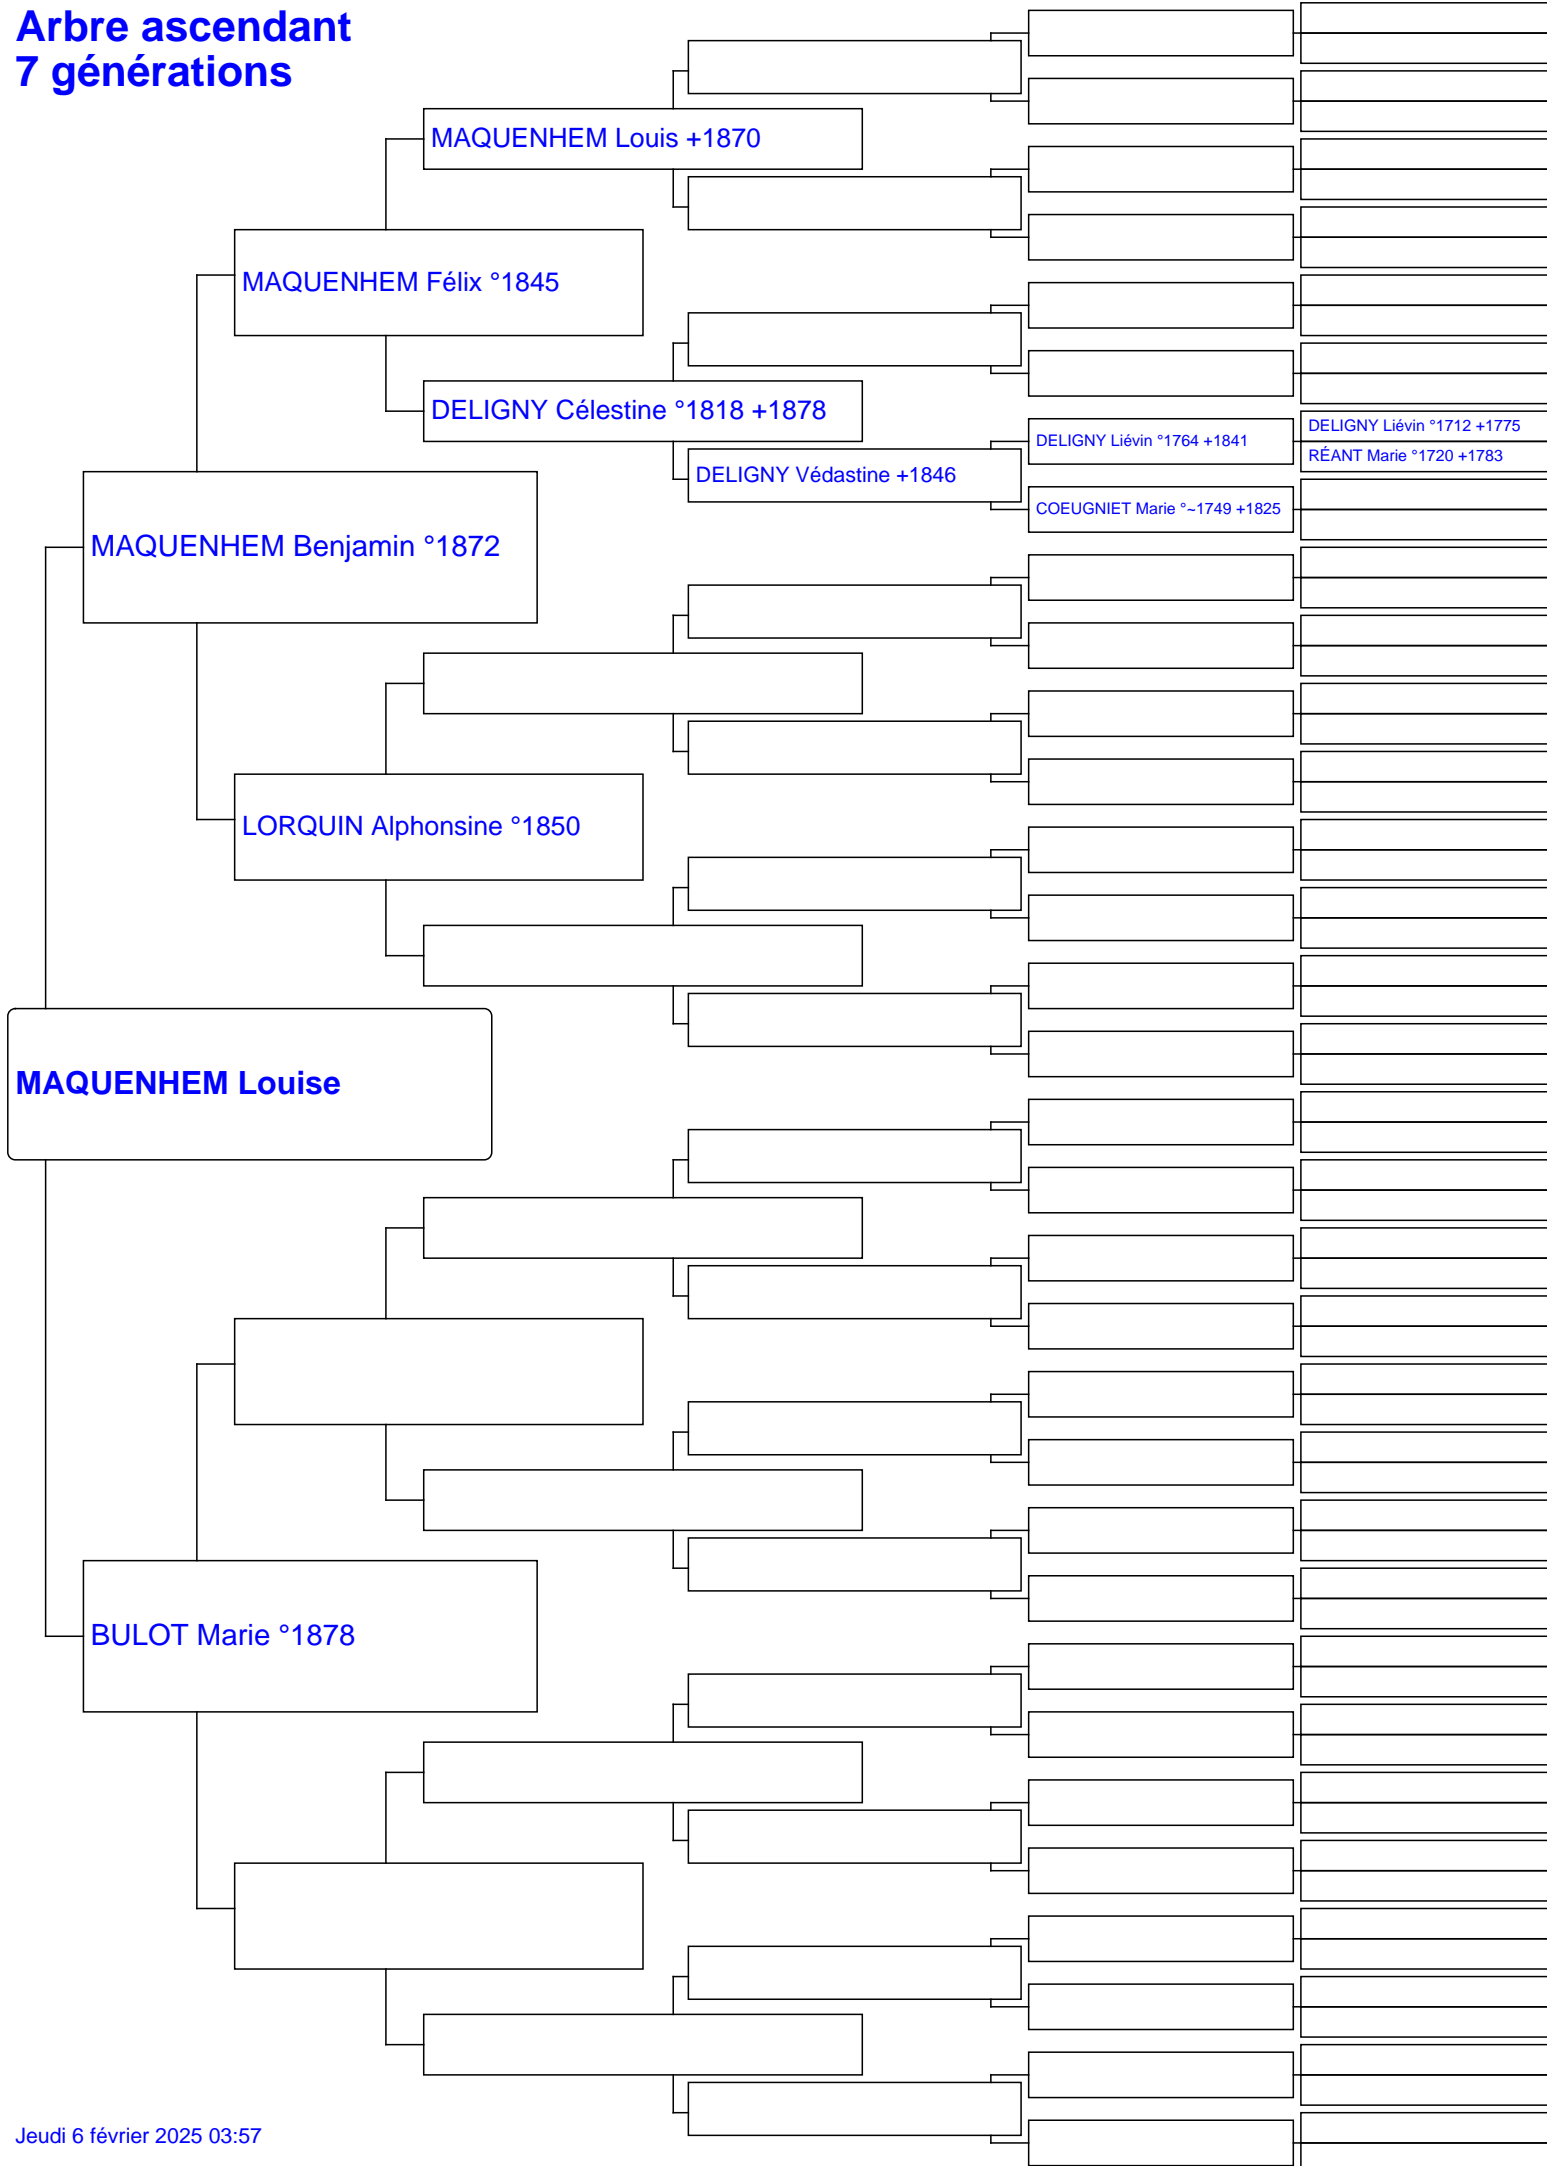 Arbre ascendant
7 générations
MAQUENHEM Louis +1870
MAQUENHEM Félix °1845
DELIGNY Célestine °1818 +1878
DELIGNY Liévin °1712 +1775
DELIGNY Liévin °1764 +1841
RÉANT Marie °1720 +1783
DELIGNY Védastine +1846
COEUGNIET Marie °~1749 +1825
MAQUENHEM Benjamin °1872
LORQUIN Alphonsine °1850
MAQUENHEM Louise
BULOT Marie °1878
Jeudi 6 février 2025 03:57